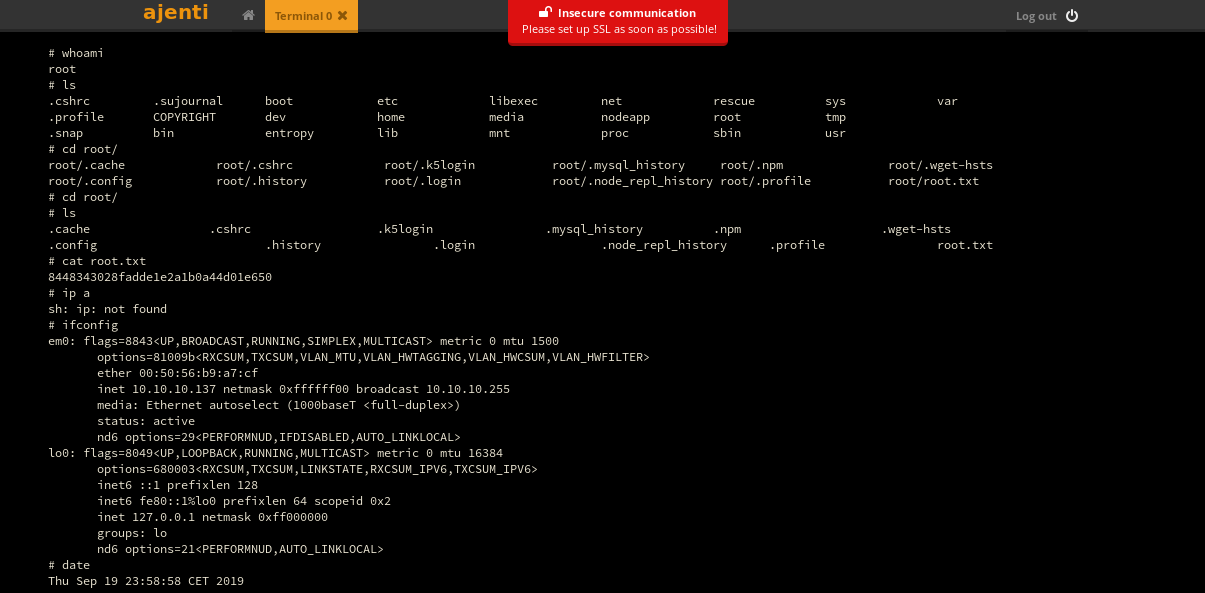 ajenti
Terminal 0
Insecure communication
Please set up SSL as soon as possible!
Log out
# whoami
root
# ls
.cshrc .sujournal boot etc libexec net rescue sys var
.profile COPYRIGHT dev home media nodeapp root tmp
.snap bin entropy lib mnt proc sbin usr
# cd root/
root/.cache root/.cshrc root/.k5login root/.mysql_history root/.npm root/.wget-hsts
root/.config root/.history root/.login root/.node_repl_history root/.profile root/root.txt
# cd root/
# ls
.cache .cshrc .k5login .mysql_history .npm .wget-hsts
.config .history .login .node_repl_history .profile root.txt
# cat root.txt
8448343028fadde1e2a1b0a44d01e650
# ip a
sh: ip: not found
# ifconfig
em0: flags=8843<UP,BROADCAST,RUNNING,SIMPLEX,MULTICAST> metric 0 mtu 1500
options=81009b<RXCSUM,TXCSUM,VLAN_MTU,VLAN_HWTAGGING,VLAN_HWCSUM,VLAN_HWFILTER>
ether 00:50:56:b9:a7:cf
inet 10.10.10.137 netmask 0xffffff00 broadcast 10.10.10.255
media: Ethernet autoselect (1000baseT <full-duplex>)
status: active
nd6 options=29<PERFORMNUD,IFDISABLED,AUTO_LINKLOCAL>
lo0: flags=8049<UP,LOOPBACK,RUNNING,MULTICAST> metric 0 mtu 16384
options=680003<RXCSUM,TXCSUM,LINKSTATE,RXCSUM_IPV6,TXCSUM_IPV6>
inet6 ::1 prefixlen 128
inet6 fe80::1%lo0 prefixlen 64 scopeid 0x2
inet 127.0.0.1 netmask 0xff000000
groups: lo
nd6 options=21<PERFORMNUD,AUTO_LINKLOCAL>
# date
Thu Sep 19 23:58:58 CET 2019